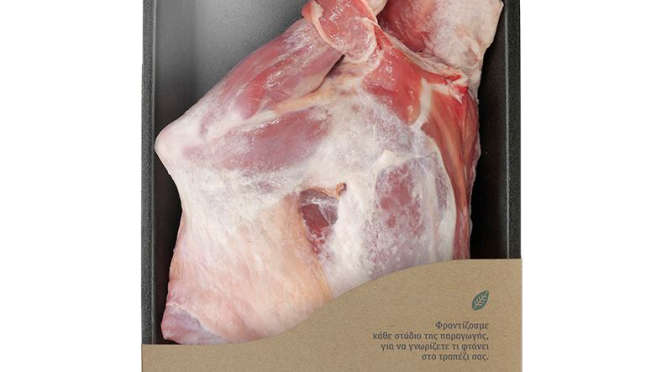 Φροντίζουμε
κάθε στάδιο της παραγωγής,
για να γνωρίζετε τι φτάνει
στο τραπέζι σας.